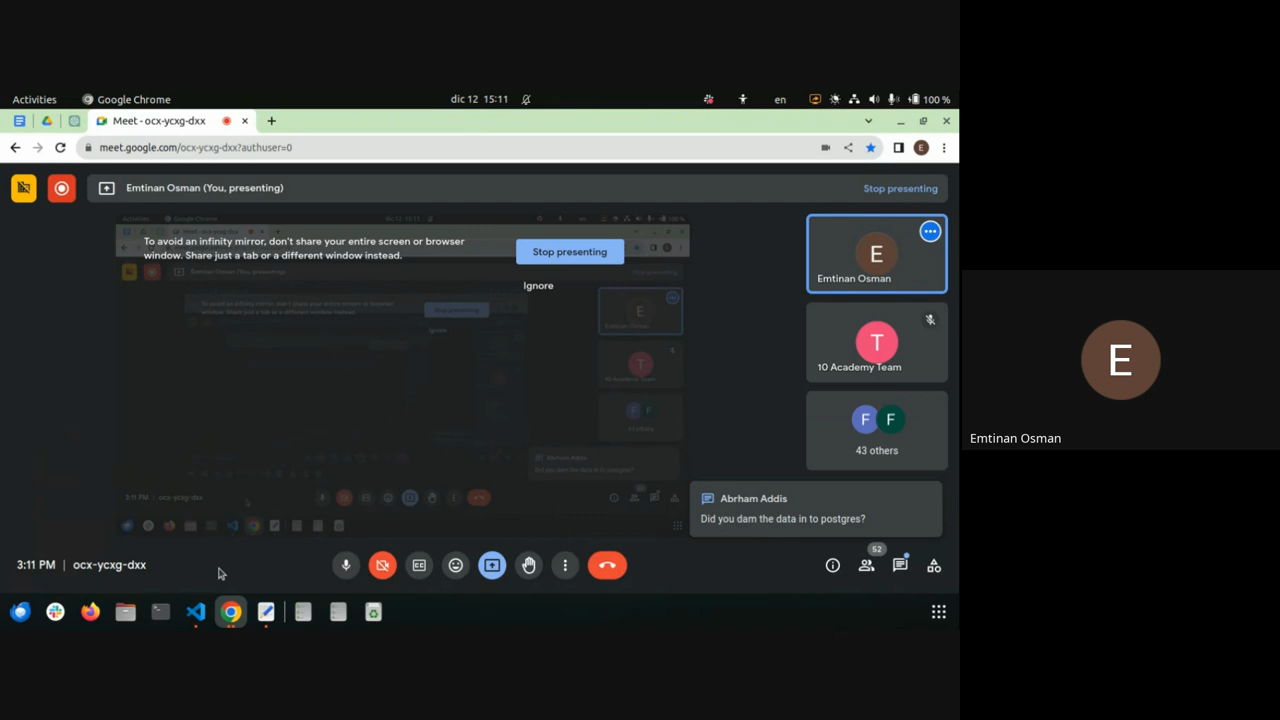 Activities
Google Chrome
dic 12 15:11
en
100 %
Meet - ocx-ycxg-dxx
meet.google.com/ocx-ycxg-dxx?authuser=0
E
Emtinan Osman (You, presenting)
Stop presenting
To avoid an infinity mirror, don't share your entire screen or browser
window. Share just a tab or a different window instead.
Stop presenting
Ignore
E
Emtinan Osman
T
10 Academy Team
F F
43 others
Abrham Addis
Did you dam the data in to postgres?
3:11 PM | ocx-ycxg-dxx
52
E
Emtinan Osman